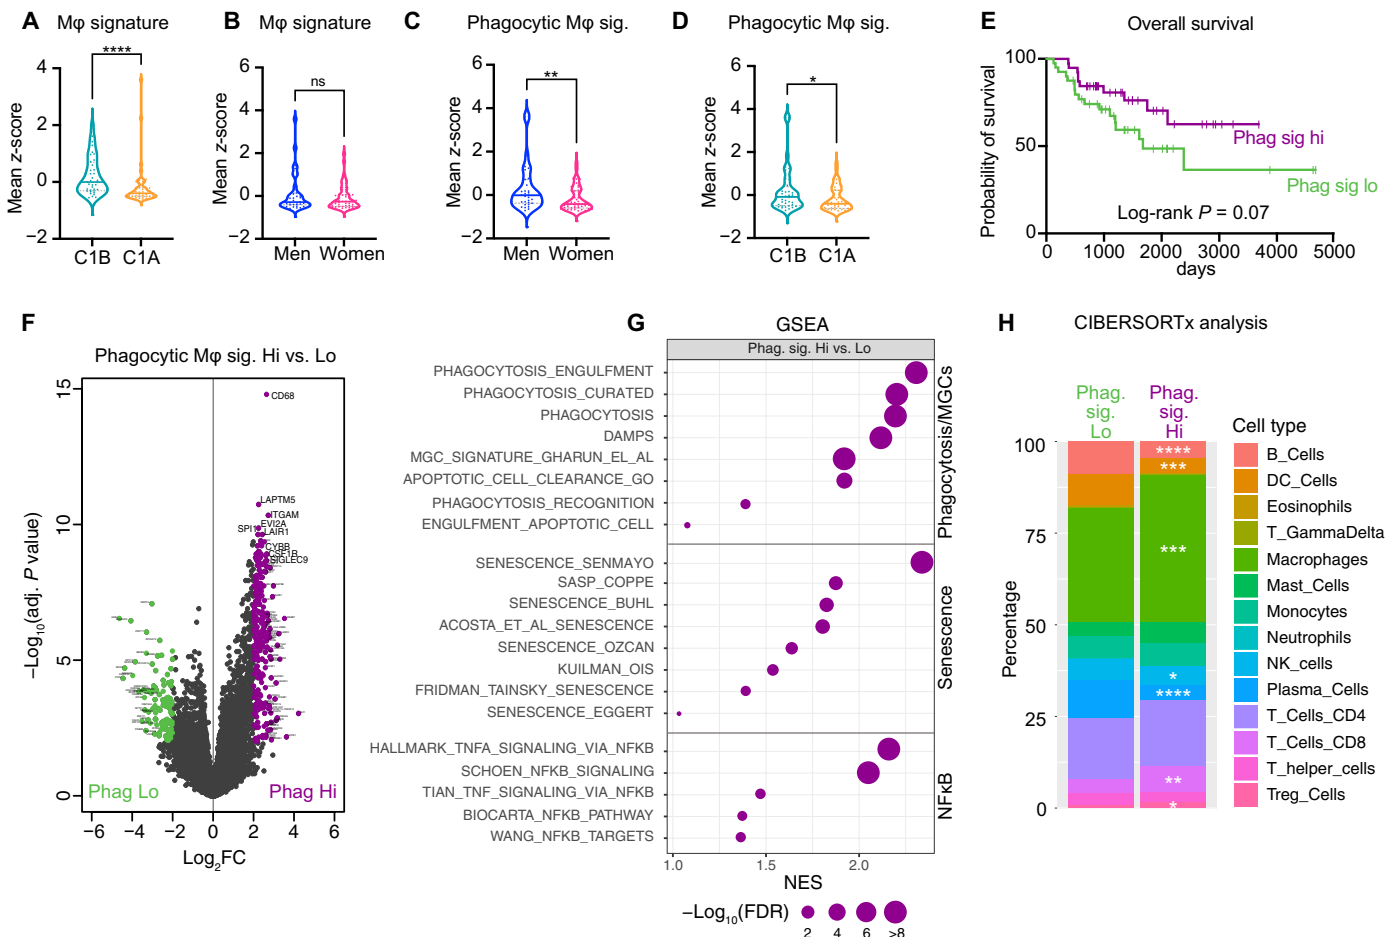 A Mφ signature
Mean z-score
4
2
0
−2
****
C1B C1A
B Mφ signature
Mean z-score
6
4
2
0
−2
ns
Men Women
C Phagocytic Mφ sig.
Mean z-score
6
4
2
0
−2
**
Men Women
D Phagocytic Mφ sig.
Mean z-score
6
4
2
0
−2
*
C1B C1A
E Overall survival
Probability of survival
100
50
0
Phag sig hi
Phag sig lo
Log-rank P = 0.07
0 1000 2000 3000 4000 5000
days
F
Phagocytic Mφ sig. Hi vs. Lo
−Log10(adj. P value)
15
10
5
0
CD68
LAPTM5
ITGAM
EVI2A
SPI1
LAIR1
CYBB
CSF1R
SIGLEC9
Phag Lo Phag Hi
−6 −4 −2 0 2 4 6
Log2FC
G GSEA
Phag. sig. Hi vs. Lo
PHAGOCYTOSIS_ENGULFMENT
PHAGOCYTOSIS_CURATED
PHAGOCYTOSIS
DAMPS
MGC_SIGNATURE_GHARUN_EL_AL
APOPTOTIC_CELL_CLEARANCE_GO
PHAGOCYTOSIS_RECOGNITION
ENGULFMENT_APOPTOTIC_CELL
Phagocytosis/MGCs
SENESCENCE_SENMAYO
SASP_COPPE
SENESCENCE_BUHL
ACOSTA_ET_AL_SENESCENCE
SENESCENCE_OZCAN
KUILMAN_OIS
FRIDMAN_TAINSKY_SENESCENCE
SENESCENCE_EGGERT
Senescence
HALLMARK_TNFA_SIGNALING_VIA_NFKB
SCHOEN_NFKB_SIGNALING
TIAN_TNF_SIGNALING_VIA_NFKB
BIOCARTA_NFKB_PATHWAY
WANG_NFKB_TARGETS
NFκB
1.0 1.5 2.0
NES
−Log10(FDR)
2 4 6 >8
H CIBERSORTx analysis
Phag. sig. Lo
Phag. sig. Hi
Percentage
100
75
50
25
0
****
***
***
*
****
**
*
Cell type
B_Cells
DC_Cells
Eosinophils
T_GammaDelta
Macrophages
Mast_Cells
Monocytes
Neutrophils
NK_cells
Plasma_Cells
T_Cells_CD4
T_Cells_CD8
T_helper_cells
Treg_Cells